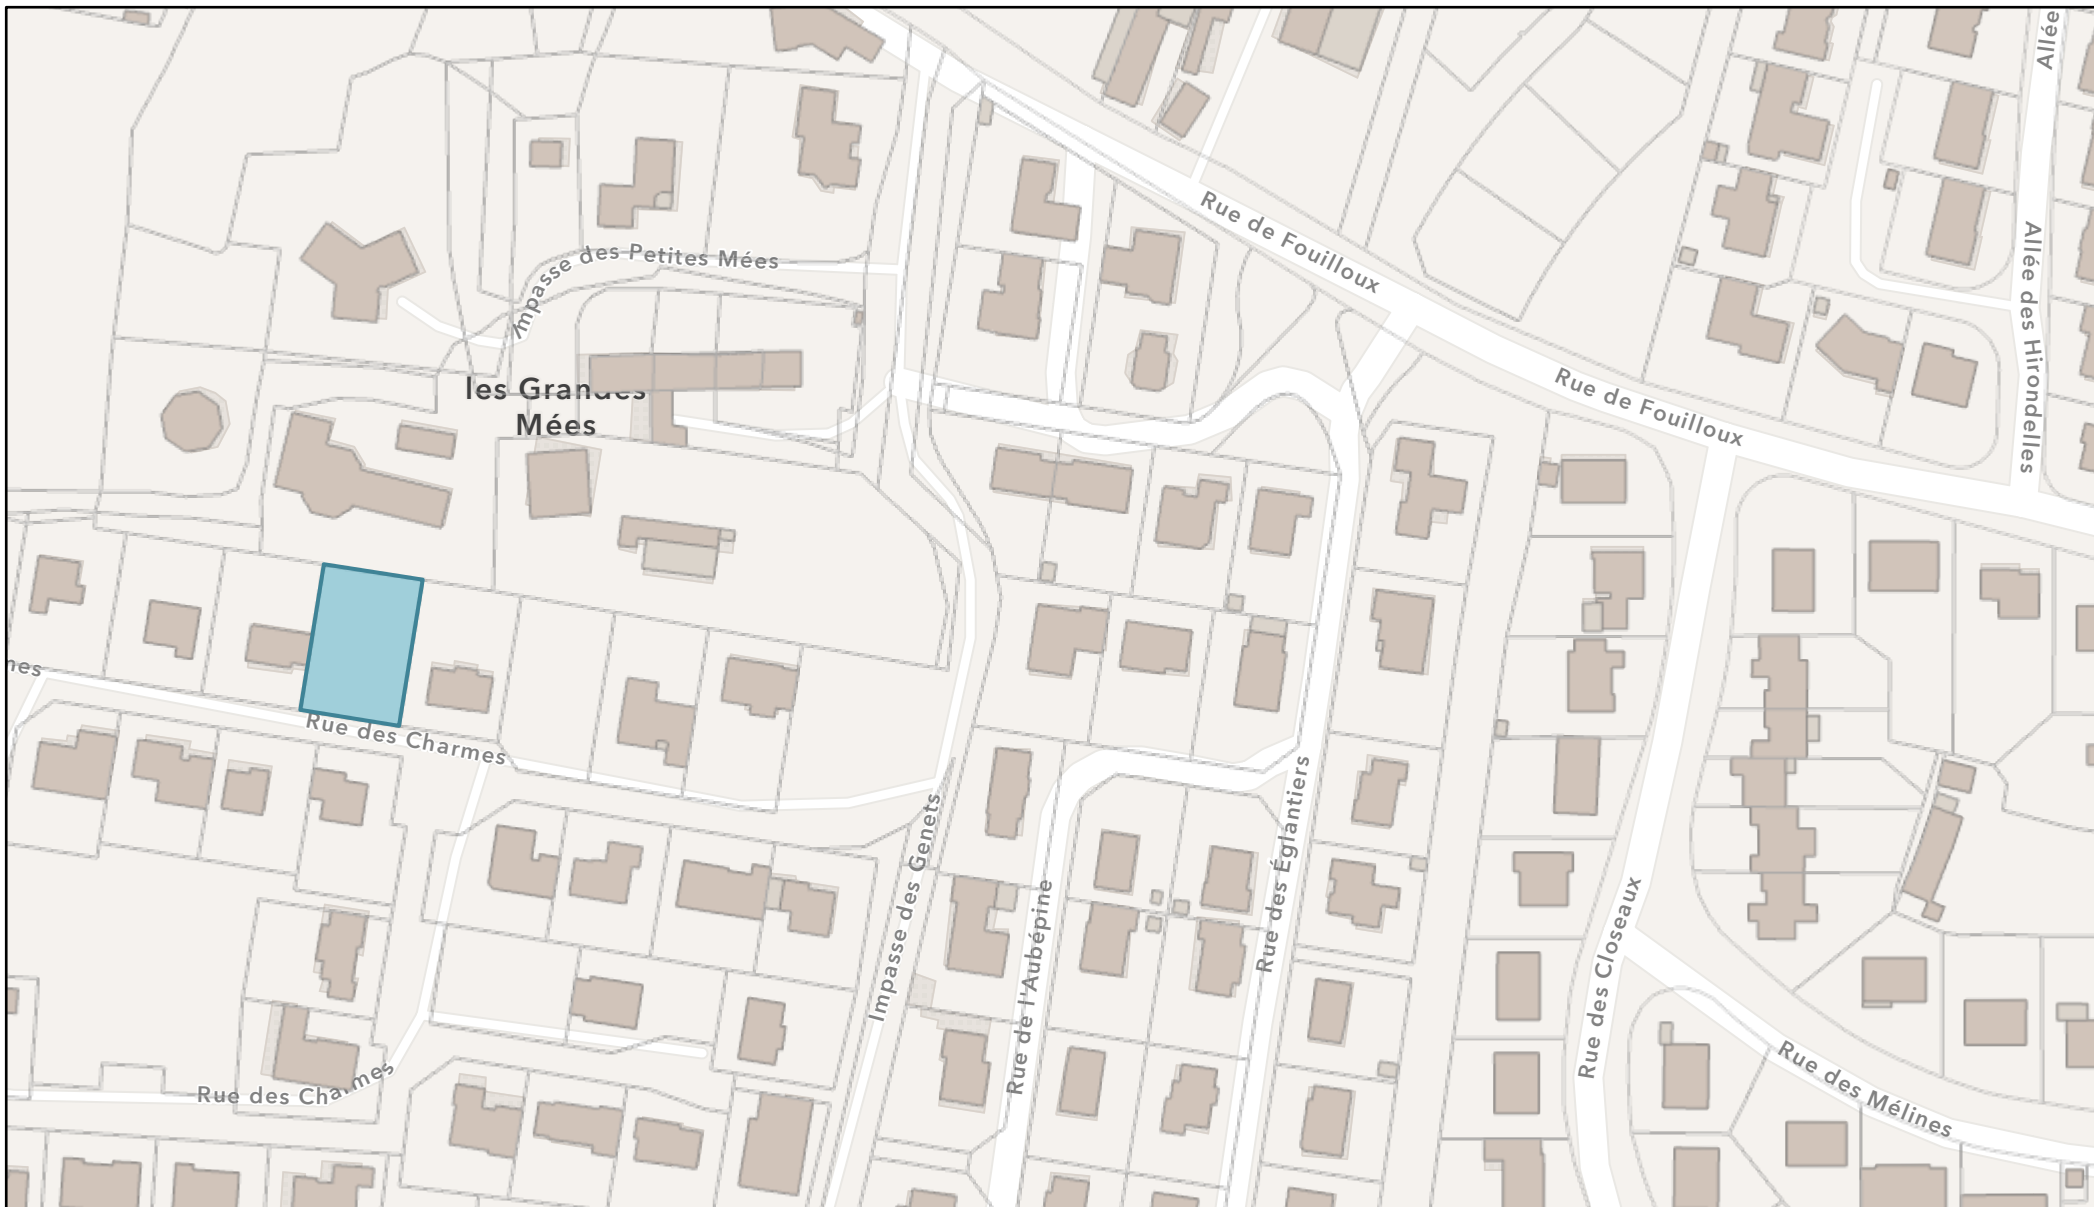 Allée
Rue de Fouilloux
Impasse des Petites Mées
Allée des Hirondelles
les Grandes
Mées
Rue de Fouilloux
Rue des Charmes
Impasse des Genets
Rue de l'Aubépine
Rue des Églantiers
Rue des Closeaux
Rue des Charmes
Rue des Mélines